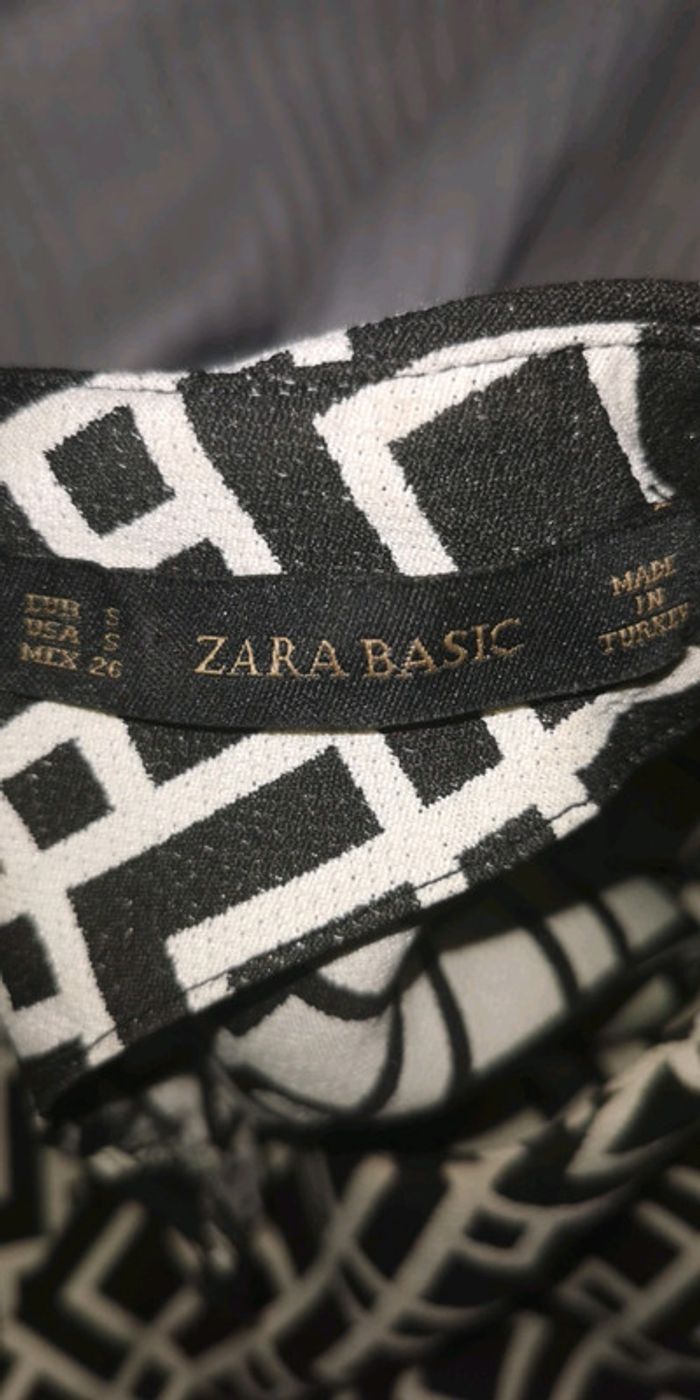 EUR S
USA S
MEX 26
ZARA BASIC
MADE
IN
TURKEY